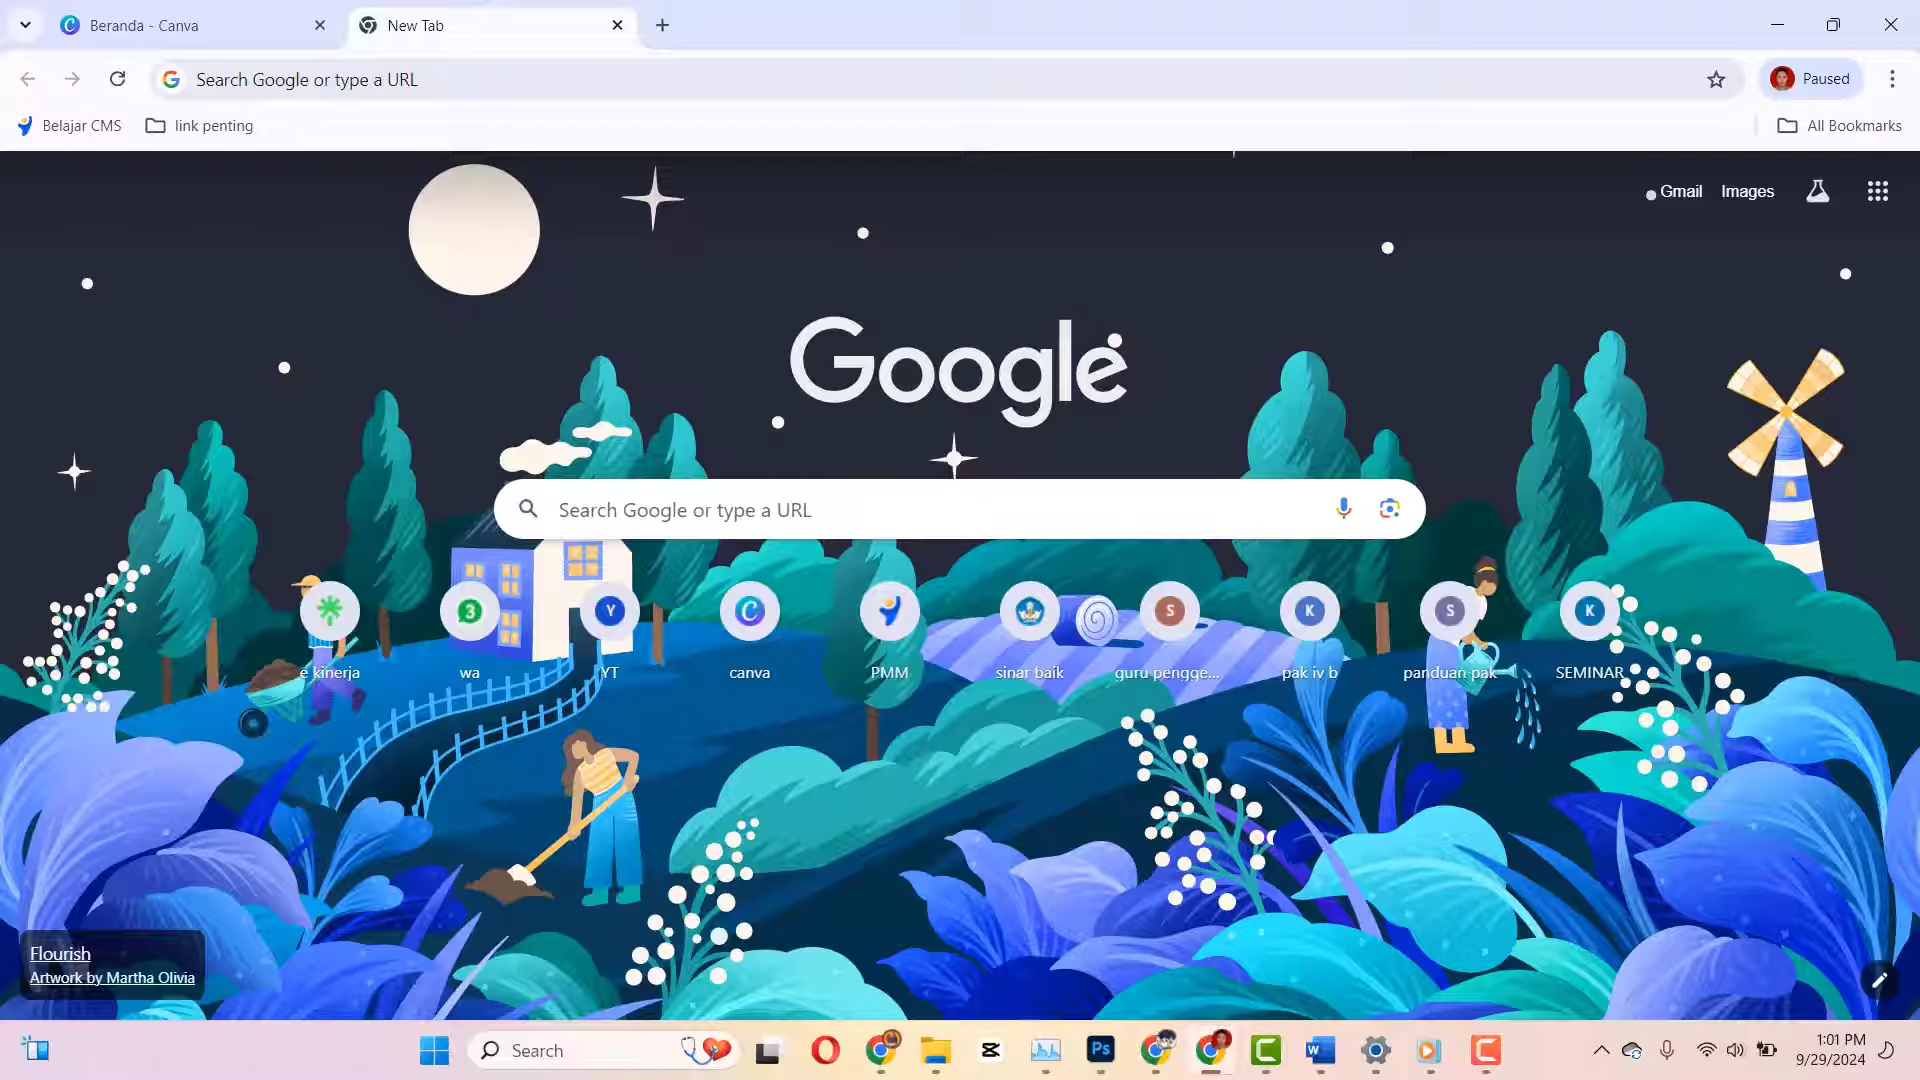 Beranda - Canva
New Tab
Search Google or type a URL
Paused
Belajar CMS
link penting
All Bookmarks
Gmail
Images
Google
Search Google or type a URL
3
Y
S
K
S
K
e kinerja
wa
YT
canva
PMM
sinar baik
guru pengge...
pak iv b
panduan pak
SEMINAR
Flourish
Artwork by Martha Olivia
Search
Ps
W
1:01 PM
9/29/2024